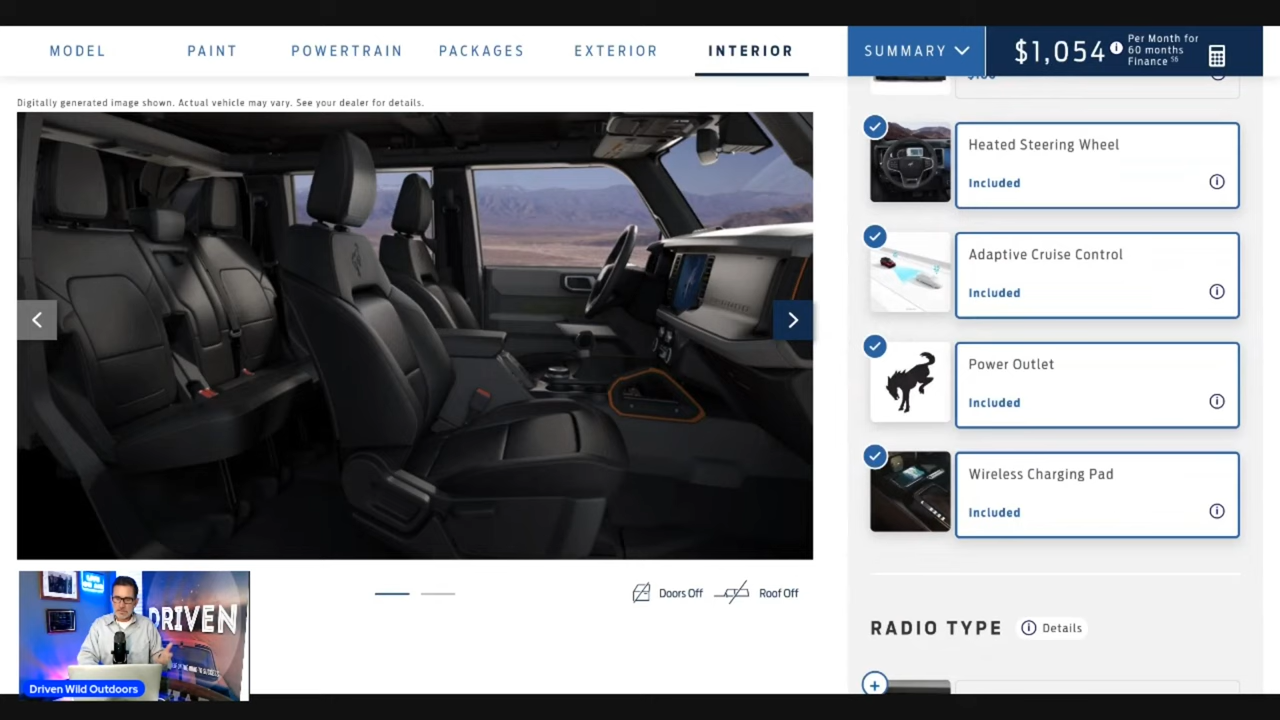 MODEL
PAINT
POWERTRAIN
PACKAGES
EXTERIOR
INTERIOR
SUMMARY
$1,054
Per Month for
60 months
Finance 56
Digitally generated image shown. Actual vehicle may vary. See your dealer for details.
Heated Steering Wheel
Included
Adaptive Cruise Control
Included
Power Outlet
Included
Wireless Charging Pad
Included
Doors Off
Roof Off
RADIO TYPE
Details
DRIVEN
Driven Wild Outdoors